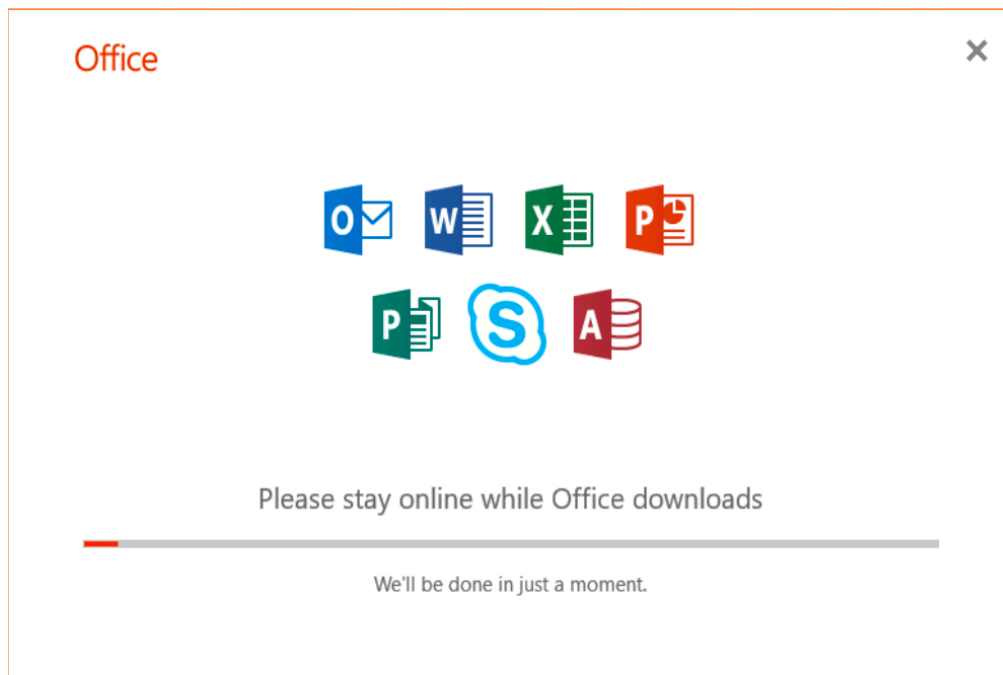 Office
O W X P
P S A
Please stay online while Office downloads
We'll be done in just a moment.